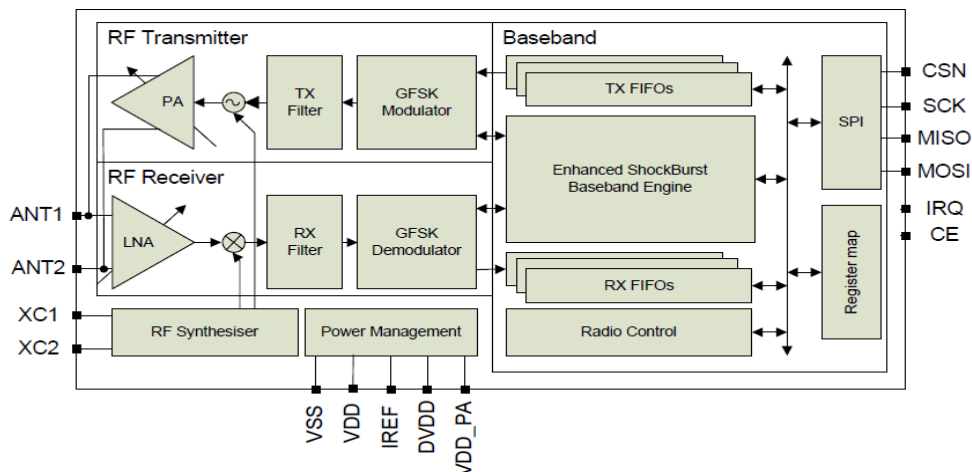 RF Transmitter
Baseband
PA
TX
Filter
GFSK
Modulator
TX FIFOs
SPI
CSN
SCK
MISO
MOSI
Enhanced ShockBurst
Baseband Engine
RF Receiver
ANT1
LNA
RX
Filter
GFSK
Demodulator
IRQ
CE
ANT2
RX FIFOs
Register map
XC1
XC2
RF Synthesiser
Power Management
Radio Control
VSS
VDD
IREF
DVDD
VDD_PA